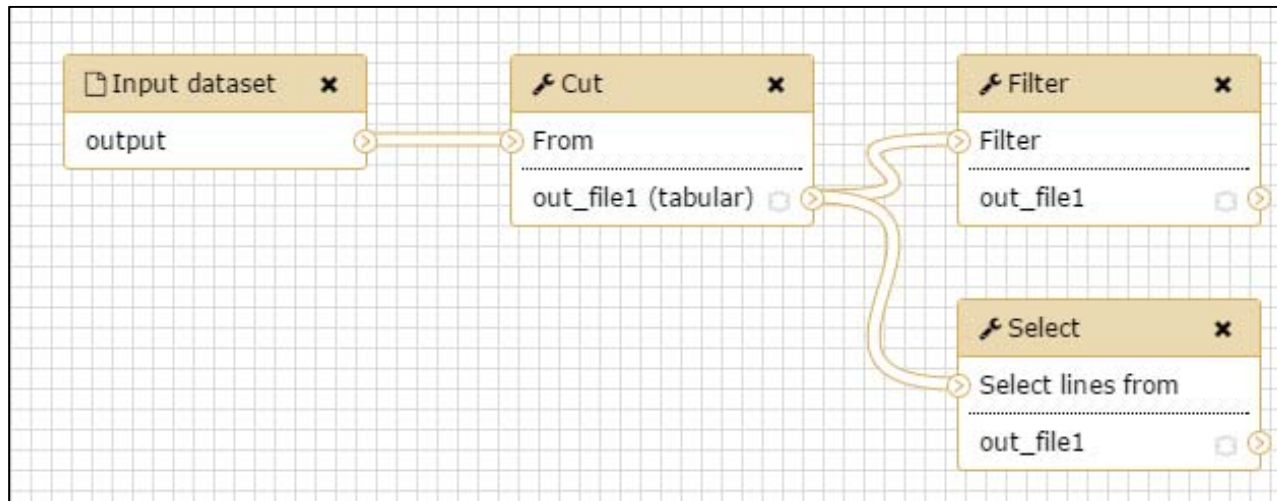 Input dataset
output
Cut
From
out_file1 (tabular)
Filter
Filter
out_file1
Select
Select lines from
out_file1